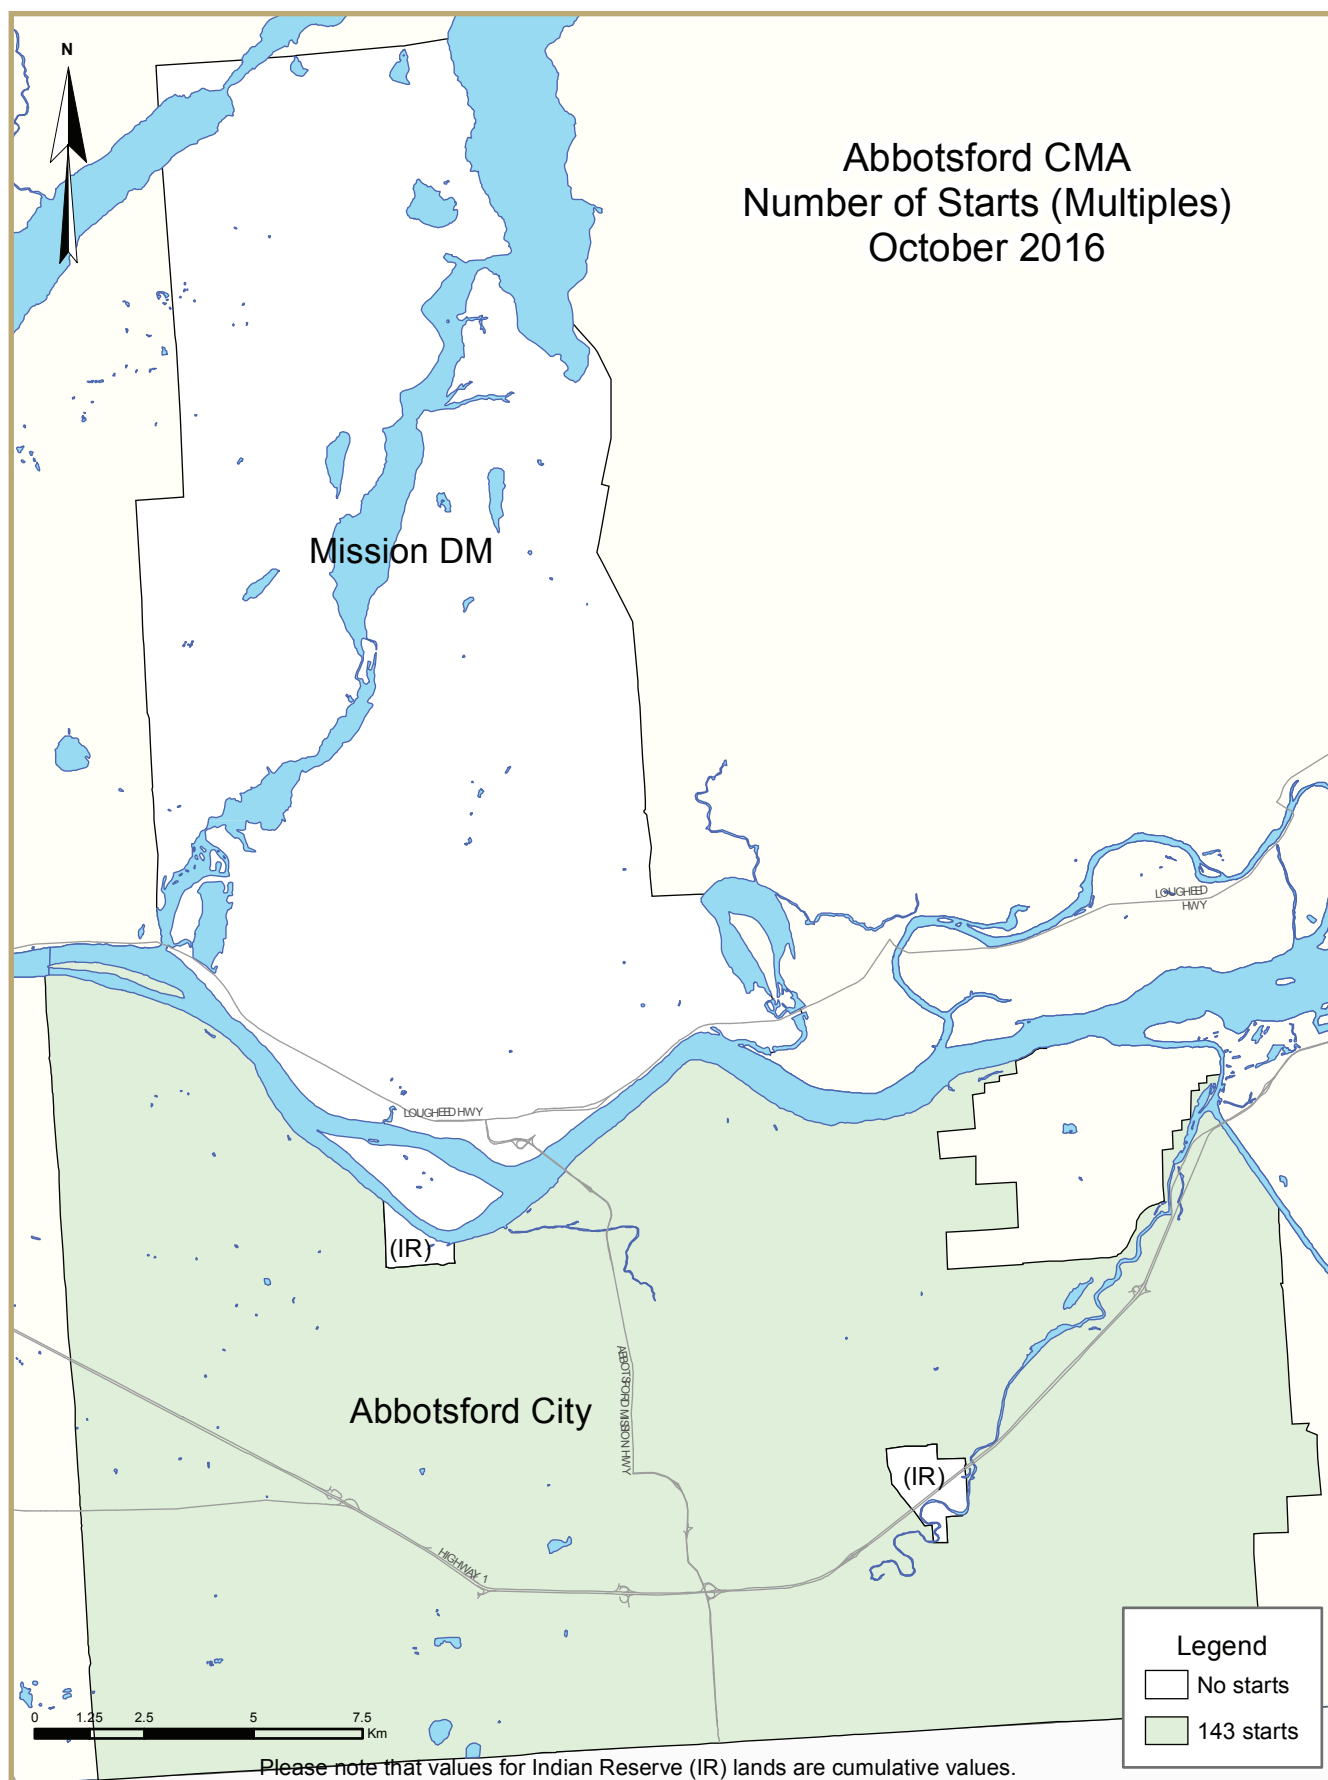 N
Abbotsford CMA
Number of Starts (Multiples)
October 2016
Mission DM
LOUGHEED
HWY
LOUGHEED HWY
(IR)
ABBOTSFORD MISSION HWY
Abbotsford City
(IR)
HIGHWAY 1
Legend
No starts
143 starts
0 1.25 2.5 5 7.5
Km
Please note that values for Indian Reserve (IR) lands are cumulative values.